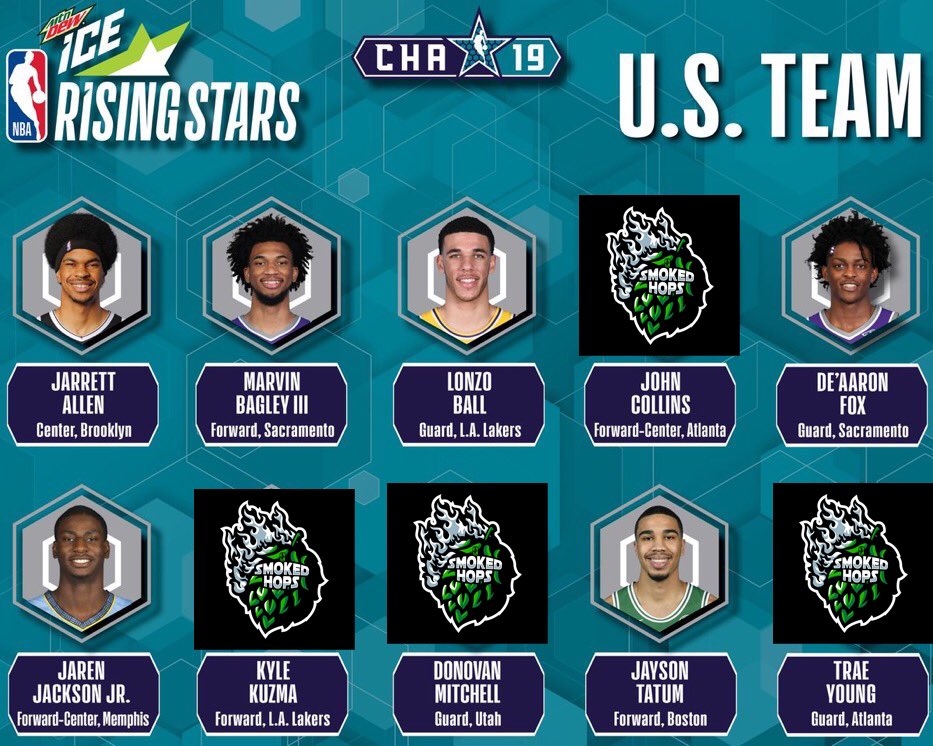 mtn DEW
ICE
NBA
RISING STARS
CHA 19
U.S. TEAM
SMOKED
HOPS
JARRETT
ALLEN
Center, Brooklyn
MARVIN
BAGLEY III
Forward, Sacramento
LONZO
BALL
Guard, L.A. Lakers
JOHN
COLLINS
Forward-Center, Atlanta
DE'AARON
FOX
Guard, Sacramento
SMOKED
HOPS
SMOKED
HOPS
SMOKED
HOPS
JAREN
JACKSON JR.
Forward-Center, Memphis
KYLE
KUZMA
Forward, L.A. Lakers
DONOVAN
MITCHELL
Guard, Utah
JAYSON
TATUM
Forward, Boston
TRAE
YOUNG
Guard, Atlanta